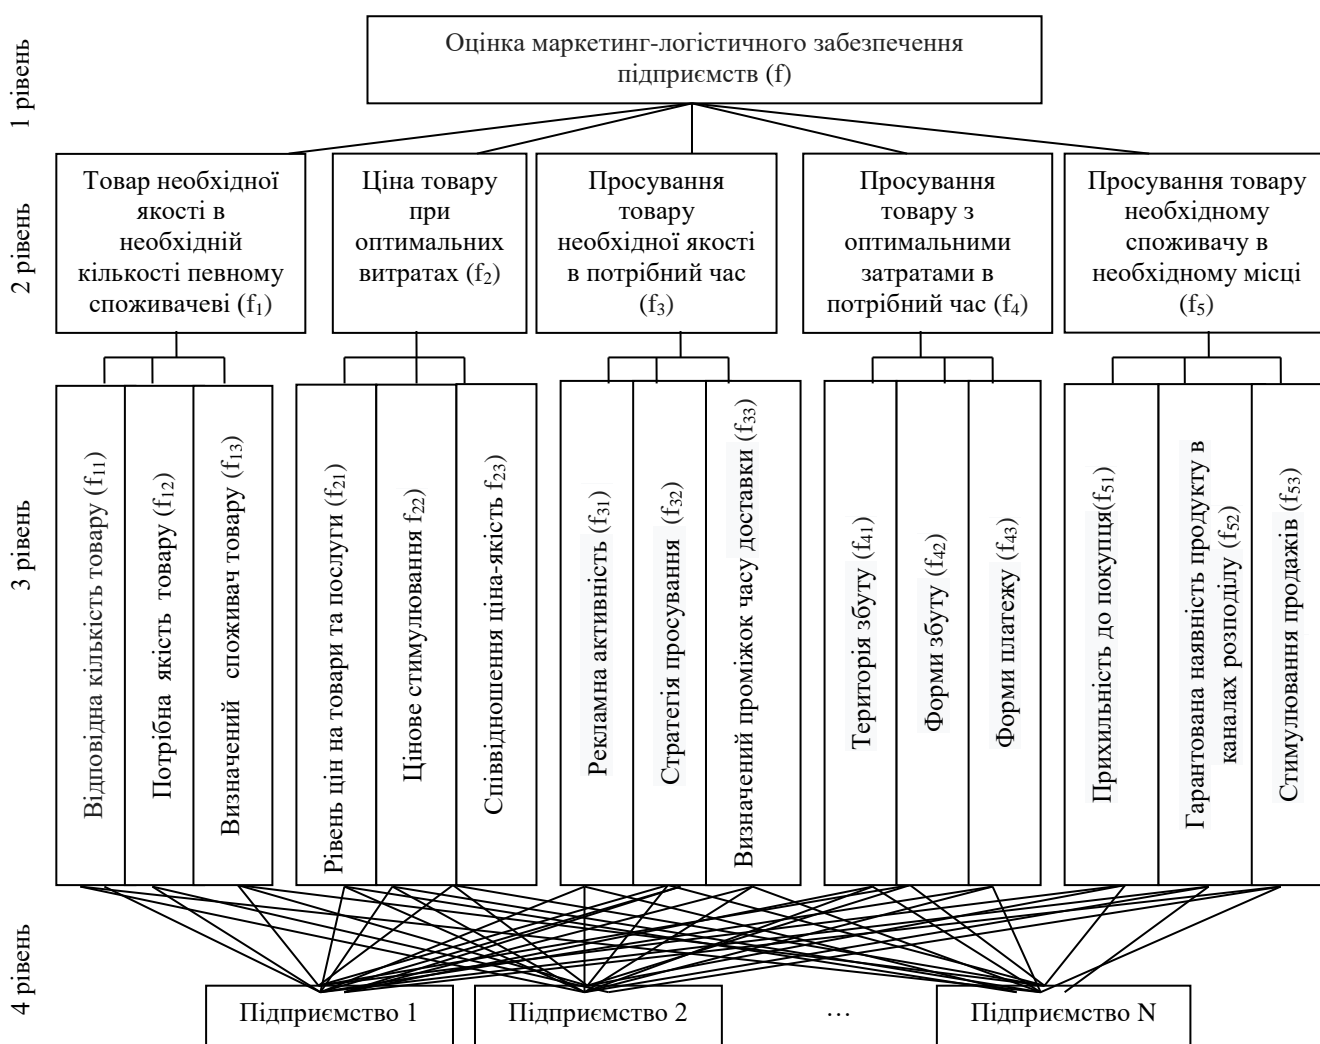 1 рівень
Оцінка маркетинг-логістичного забезпечення
підприємств (f)
2 рівень
Товар необхідної
якості в
необхідній
кількості певному
споживачеві (f₁)
Ціна товару
при
оптимальних
витратах (f₂)
Просування
товару
необхідної якості
в потрібний час
(f₃)
Просування
товару з
оптимальними
затратами в
потрібний час (f₄)
Просування товару
необхідному
споживачу в
необхідному місці
(f₅)
3 рівень
Відповідна кількість товару (f₁₁)
Потрібна якість товару (f₁₂)
Визначений споживач товару (f₁₃)
Рівень цін на товари та послуги (f₂₁)
Цінове стимулювання f₂₂)
Співвідношення ціна-якість f₂₃)
Рекламна активність (f₃₁)
Стратегія просування (f₃₂)
Визначений проміжок часу доставки (f₃₃)
Територія збуту (f₄₁)
Форми збуту (f₄₂)
Форми платежу (f₄₃)
Прихильність до покупця(f₅₁)
Гарантована наявність продукту в
каналах розподілу (f₅₂)
Стимулювання продажів (f₅₃)
4 рівень
Підприємство 1
Підприємство 2
…
Підприємство N